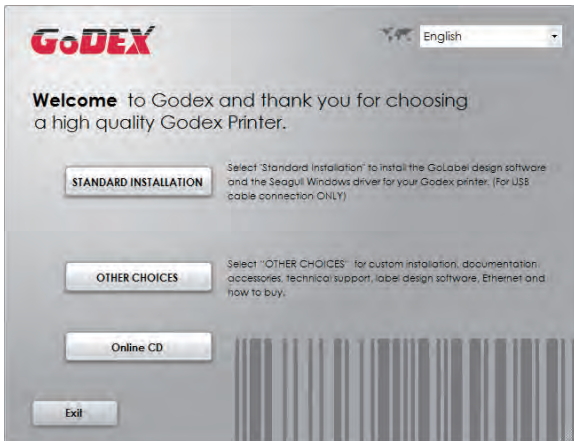 GODEX
English
Welcome to Godex and thank you for choosing
a high quality Godex Printer.
STANDARD INSTALLATION
Select "Standard Installation" to install the GoLabel design software
and the Seagull Windows driver for your Godex printer. (For USB
cable connection ONLY)
OTHER CHOICES
Select "OTHER CHOICES" for custom installation, documentation
accessories, technical support, label design software, Ethernet and
how to buy.
Online CD
Exit